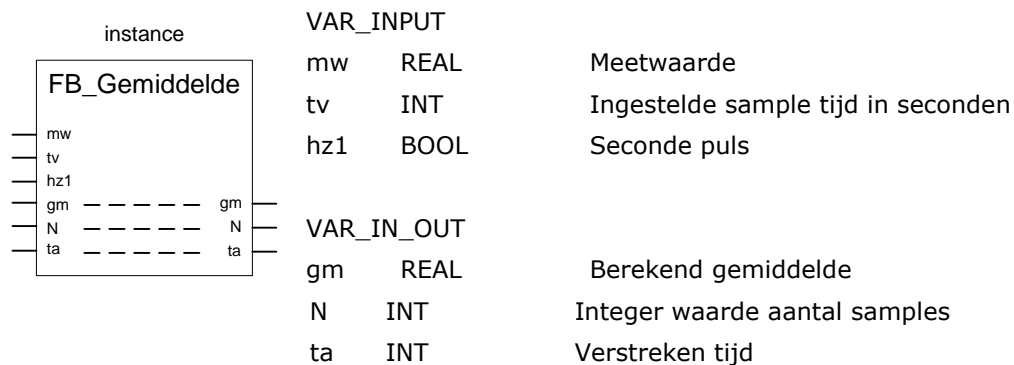 instance
FB_Gemiddelde
mw
tv
hz1
gm gm
N N
ta ta
VAR_INPUT
mw REAL Meetwaarde
tv INT Ingestelde sample tijd in seconden
hz1 BOOL Seconde puls
VAR_IN_OUT
gm REAL Berekend gemiddelde
N INT Integer waarde aantal samples
ta INT Verstreken tijd